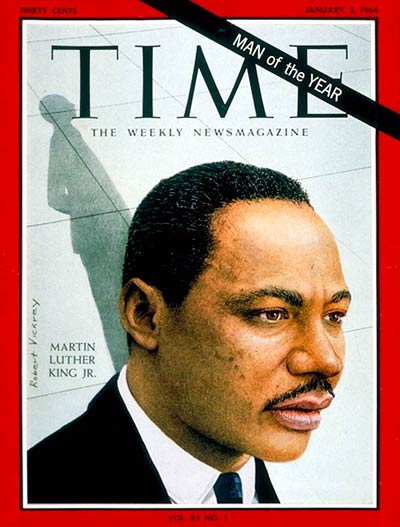 THIRTY CENTS
JANUARY 3, 1964
MAN of the YEAR
TIME
THE WEEKLY NEWSMAGAZINE
Robert Vickrey
MARTIN
LUTHER
KING JR.
VOL. 83 NO. 1